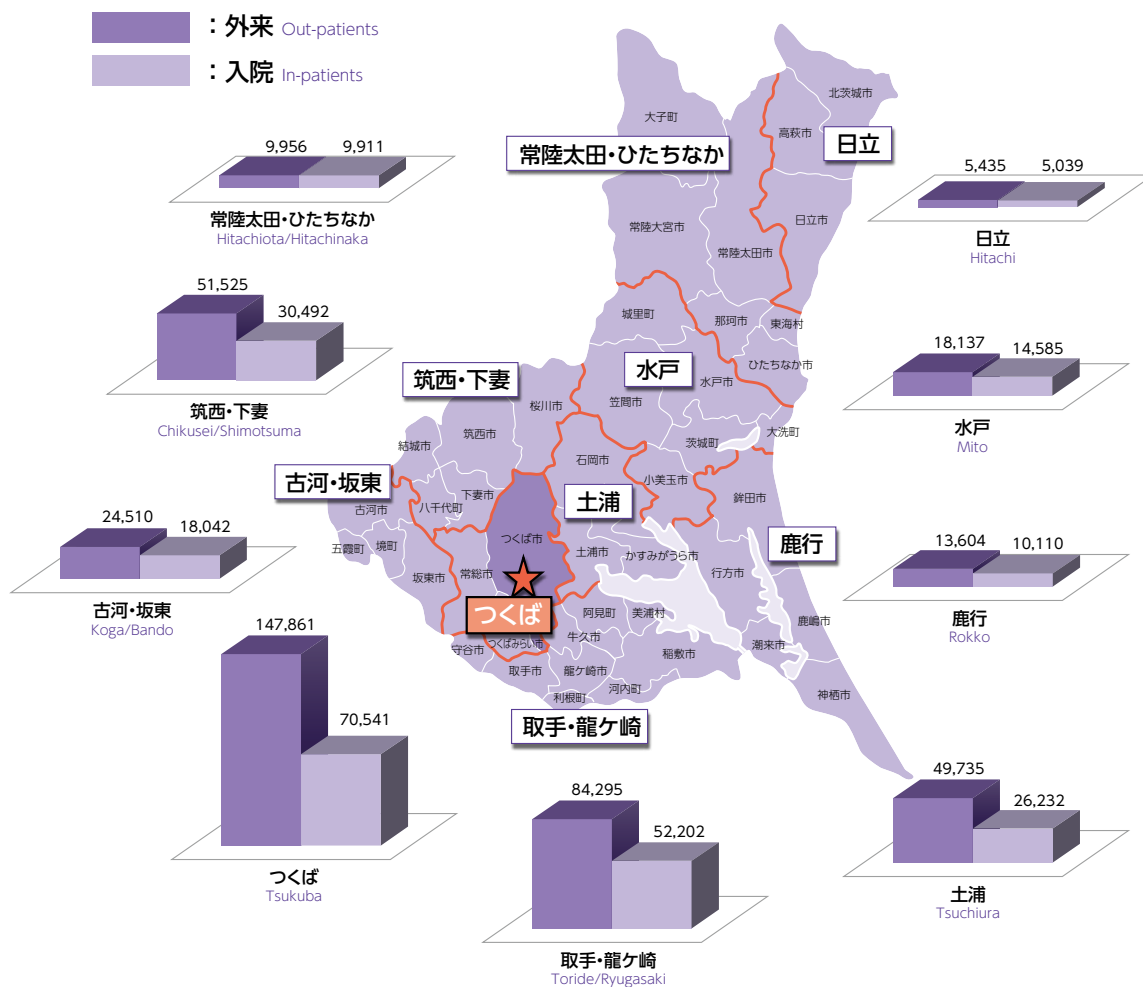 ：外来 Out-patients
：入院 In-patients
9,956 9,911
常陸太田・ひたちなか
Hitachiota/Hitachinaka
51,525
30,492
筑西・下妻
Chikusei/Shimotsuma
24,510
18,042
古河・坂東
Koga/Bando
147,861
70,541
つくば
Tsukuba
84,295
52,202
取手・龍ケ崎
Toride/Ryugasaki
49,735
26,232
土浦
Tsuchiura
13,604
10,110
鹿行
Rokko
18,137
14,585
水戸
Mito
5,435 5,039
日立
Hitachi
常陸太田・ひたちなか
日立
水戸
筑西・下妻
古河・坂東
土浦
鹿行
つくば
取手・龍ケ崎
北茨城市
大子町
高萩市
常陸大宮市
日立市
常陸太田市
城里町
那珂市
東海村
ひたちなか市
水戸市
笠間市
桜川市
茨城町
大洗町
筑西市
結城市
石岡市
小美玉市
鉾田市
下妻市
八千代町
古河市
つくば市
五霞町
境町
坂東市
常総市
土浦市
かすみがうら市
行方市
阿見町
美浦村
鹿嶋市
牛久市
つくばみらい市
守谷市
取手市
龍ケ崎市
稲敷市
潮来市
河内町
利根町
神栖市